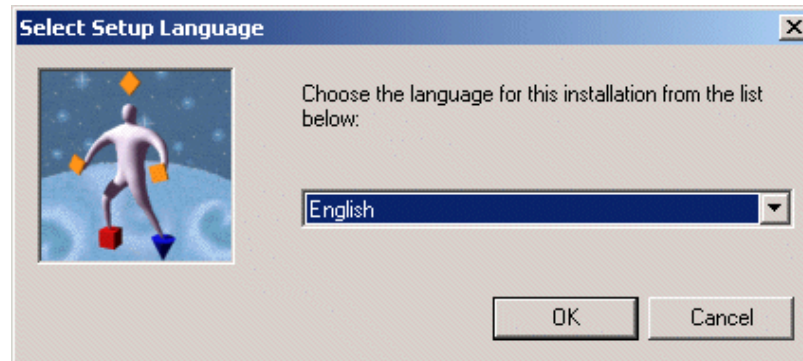 Select Setup Language
Choose the language for this installation from the list
below:
English
OK
Cancel